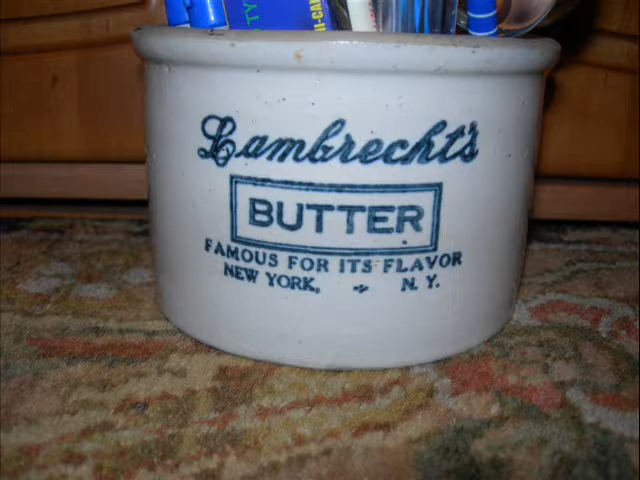 Lambrecht's
BUTTER
FAMOUS FOR ITS FLAVOR
NEW YORK, N. Y.